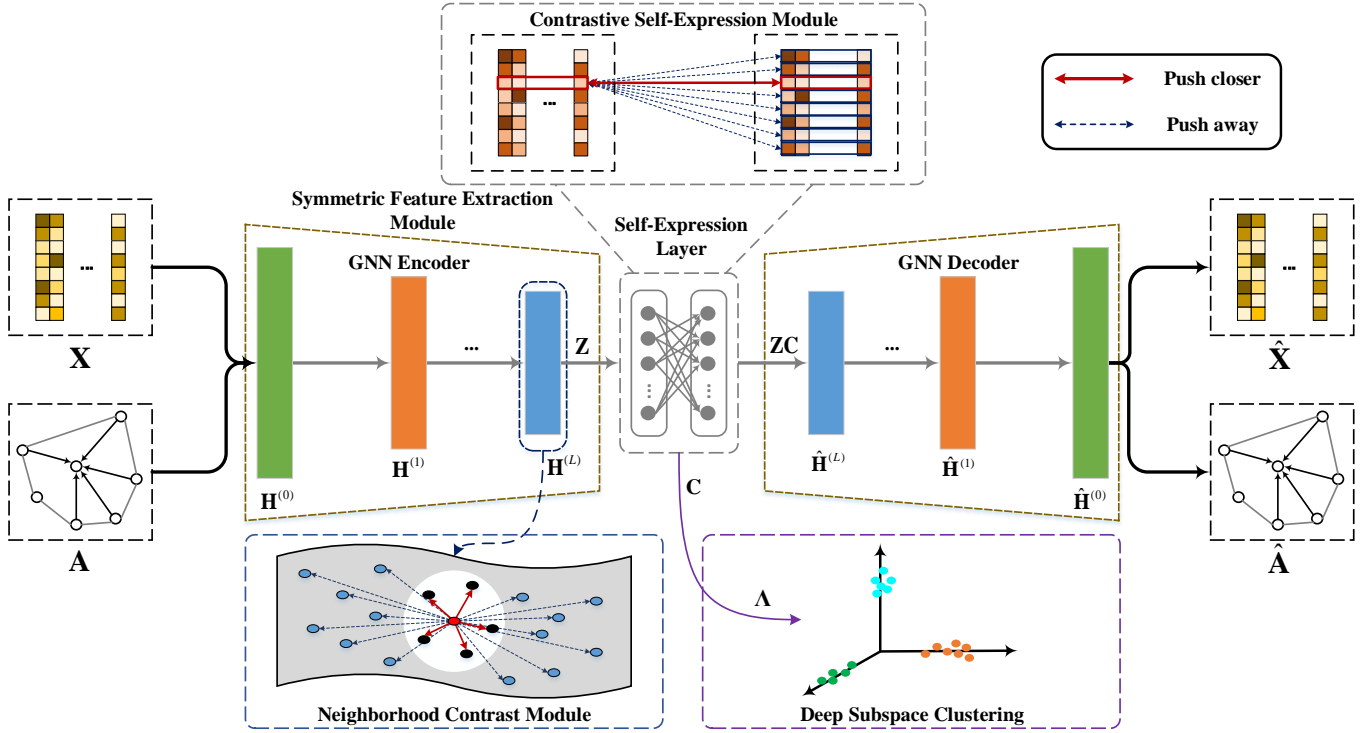 Contrastive Self-Expression Module
...
Push closer
Push away
Symmetric Feature Extraction
Module
Self-Expression
Layer
GNN Encoder
GNN Decoder
...
...
X
...
Z
ZC
...
X̂
H⁽⁰⁾
H⁽¹⁾
H⁽ᴸ⁾
Ĥ⁽ᴸ⁾
Ĥ⁽¹⁾
Ĥ⁽⁰⁾
A
C
Â
Λ
Neighborhood Contrast Module
Deep Subspace Clustering